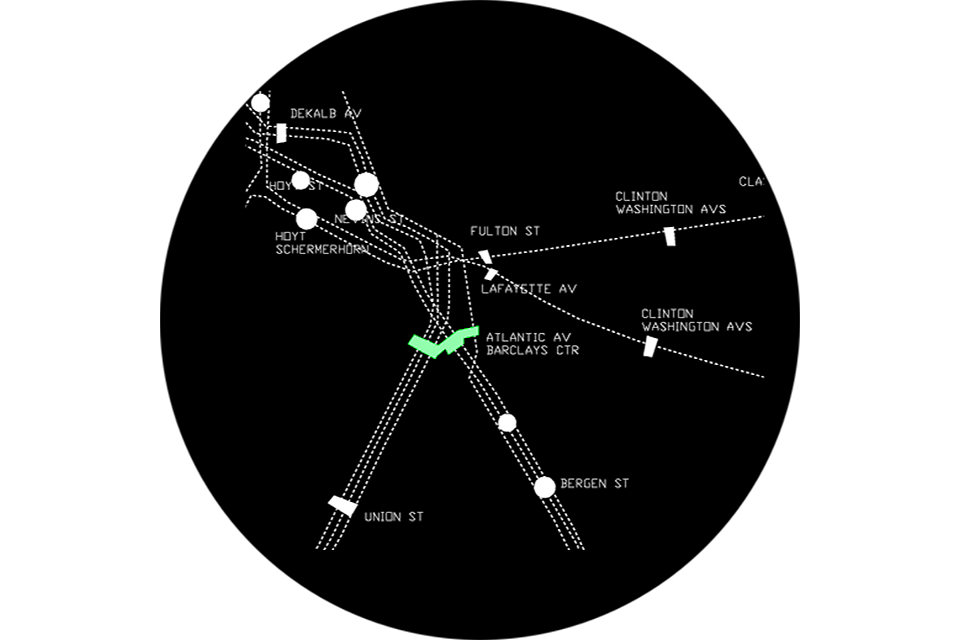 DEKALB AV
HOYT ST
NEVINS ST
HOYT
SCHERMERHORN
CLA
CLINTON
WASHINGTON AVS
FULTON ST
LAFAYETTE AV
CLINTON
WASHINGTON AVS
ATLANTIC AV
BARCLAYS CTR
BERGEN ST
UNION ST